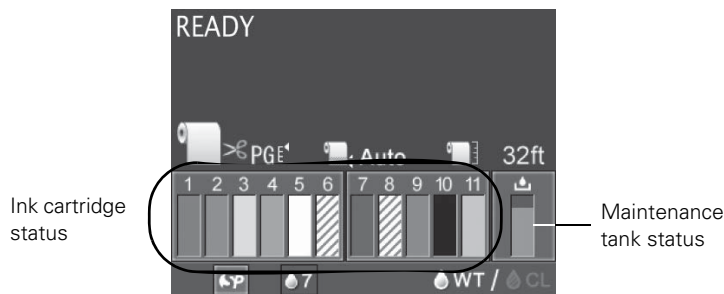 READY
PGE Auto 32ft
1 2 3 4 5 6 7 8 9 10 11
Ink cartridge
status
Maintenance
tank status
P 7 WT / CL